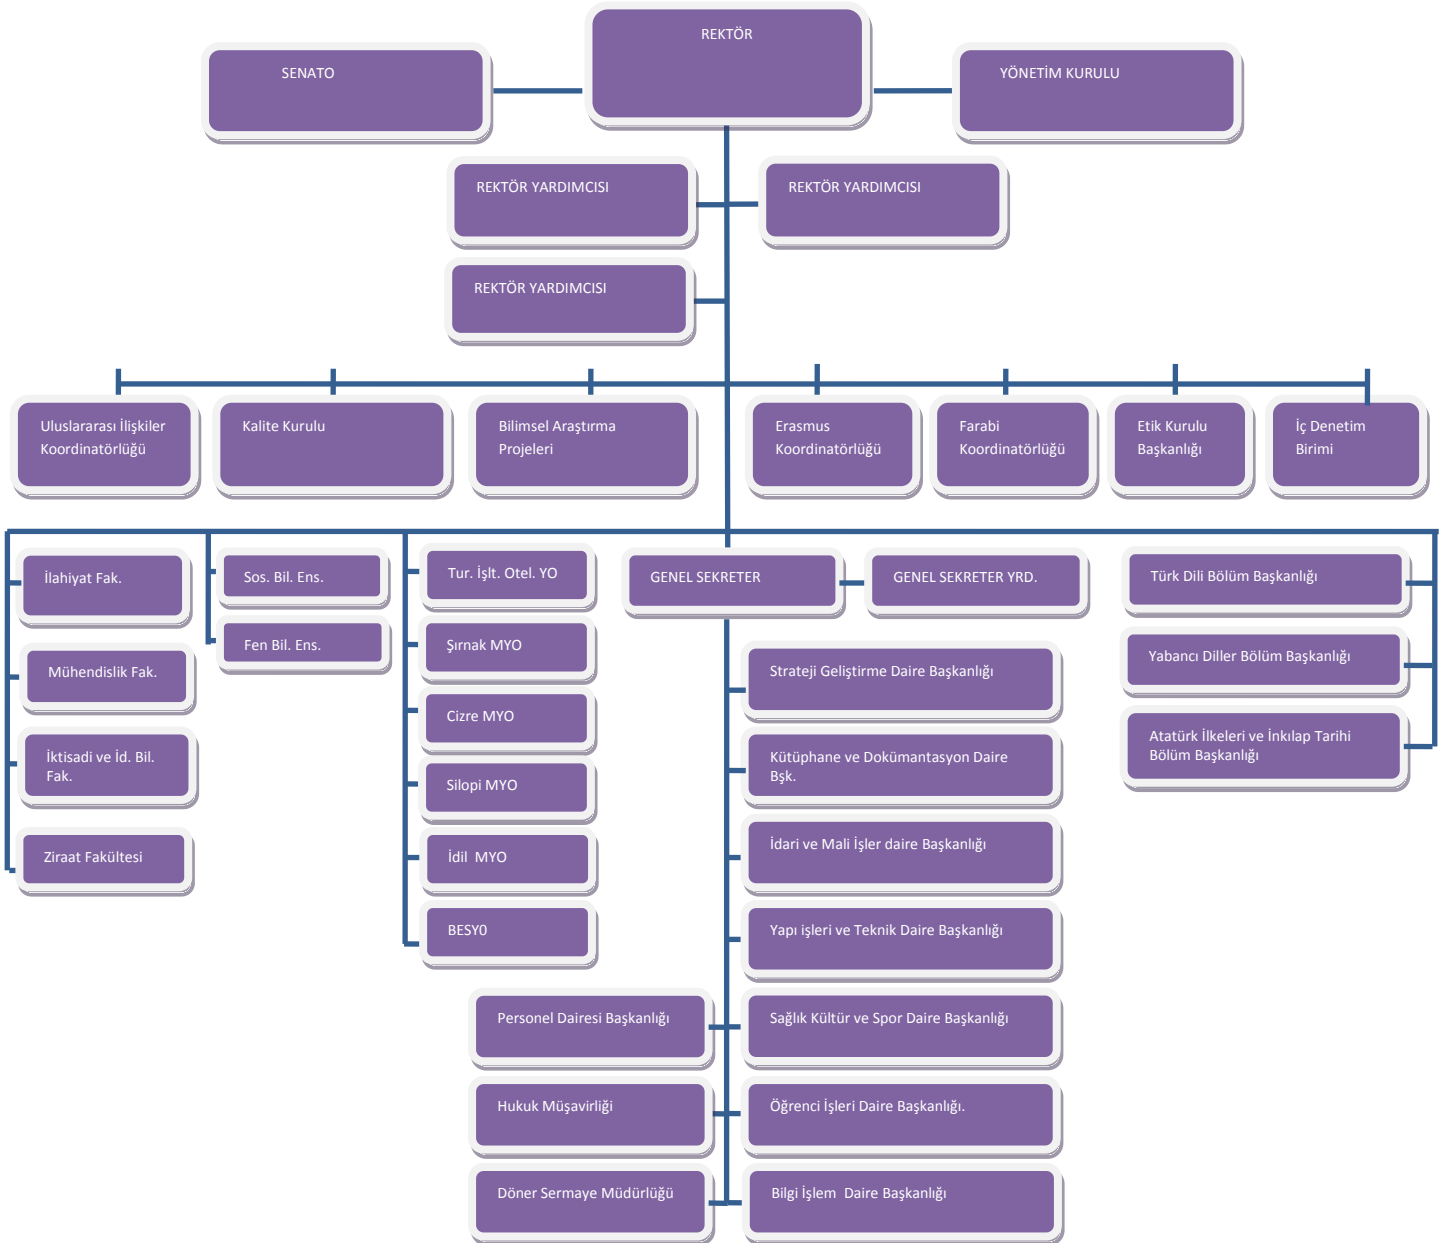 REKTÖR
SENATO
YÖNETİM KURULU
REKTÖR YARDIMCISI
REKTÖR YARDIMCISI
REKTÖR YARDIMCISI
Uluslararası İlişkiler
Koordinatörlüğü
Kalite Kurulu
Bilimsel Araştırma
Projeleri
Erasmus
Koordinatörlüğü
Farabi
Koordinatörlüğü
Etik Kurulu
Başkanlığı
İç Denetim
Birimi
İlahiyat Fak.
Mühendislik Fak.
İktisadi ve İd. Bil.
Fak.
Ziraat Fakültesi
Sos. Bil. Ens.
Fen Bil. Ens.
Tur. İşlt. Otel. YO
Şırnak MYO
Cizre MYO
Silopi MYO
İdil  MYO
BESY0
GENEL SEKRETER
GENEL SEKRETER YRD.
Strateji Geliştirme Daire Başkanlığı
Kütüphane ve Dokümantasyon Daire
Bşk.
İdari ve Mali İşler daire Başkanlığı
Yapı işleri ve Teknik Daire Başkanlığı
Personel Dairesi Başkanlığı
Sağlık Kültür ve Spor Daire Başkanlığı
Hukuk Müşavirliği
Öğrenci İşleri Daire Başkanlığı.
Döner Sermaye Müdürlüğü
Bilgi İşlem  Daire Başkanlığı
Türk Dili Bölüm Başkanlığı
Yabancı Diller Bölüm Başkanlığı
Atatürk İlkeleri ve İnkılap Tarihi
Bölüm Başkanlığı